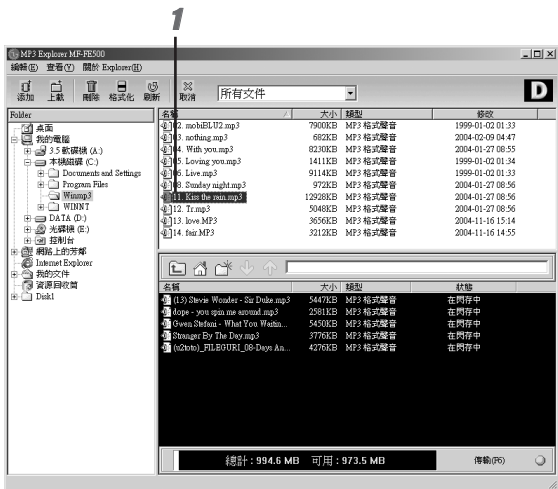 1
MP3 Explorer MF-FE500
編輯(E) 查看(V) 關於 Explorer(H)
添加 上載 刪除 格式化 刷新 取消 所有文件
D
Folder
桌面
我的電腦
3.5 軟碟機 (A:)
本機磁碟 (C:)
Documents and Settings
Program Files
Winmp3
WINNT
DATA (D:)
光碟機 (E:)
控制台
網路上的芳鄰
Internet Explorer
我的文件
資源回收筒
Disk1
名稱 / 大小 類型 修改
02. mobiBLU2.mp3 7900KB MP3 格式聲音 1999-01-02 01:33
03. nothing.mp3 682KB MP3 格式聲音 2004-02-09 04:47
04. With you.mp3 8230KB MP3 格式聲音 2004-01-27 08:55
05. Loving you.mp3 1411KB MP3 格式聲音 1999-01-02 01:34
06. Live.mp3 9114KB MP3 格式聲音 1999-01-02 01:33
08. Sunday night.mp3 972KB MP3 格式聲音 2004-01-27 08:56
11. Kiss the rain.mp3 12928KB MP3 格式聲音 2004-01-27 08:56
12. Tr.mp3 5048KB MP3 格式聲音 2004-01-27 08:56
13. love.MP3 3656KB MP3 格式聲音 2004-11-16 15:14
14. fair.MP3 3212KB MP3 格式聲音 2004-11-16 14:55
名稱 大小 類型 狀態
(13) Stevie Wonder - Sir Duke.mp3 5447KB MP3 格式聲音 在閃存中
dope - you spin me around.mp3 2581KB MP3 格式聲音 在閃存中
Gwen Stefani - What You Waitin... 5450KB MP3 格式聲音 在閃存中
Stranger By The Day.mp3 3776KB MP3 格式聲音 在閃存中
(u2toto)_FILEGURI_08-Days An... 4276KB MP3 格式聲音 在閃存中
總計 : 994.6 MB 可用 : 973.5 MB 傳輸(F6)